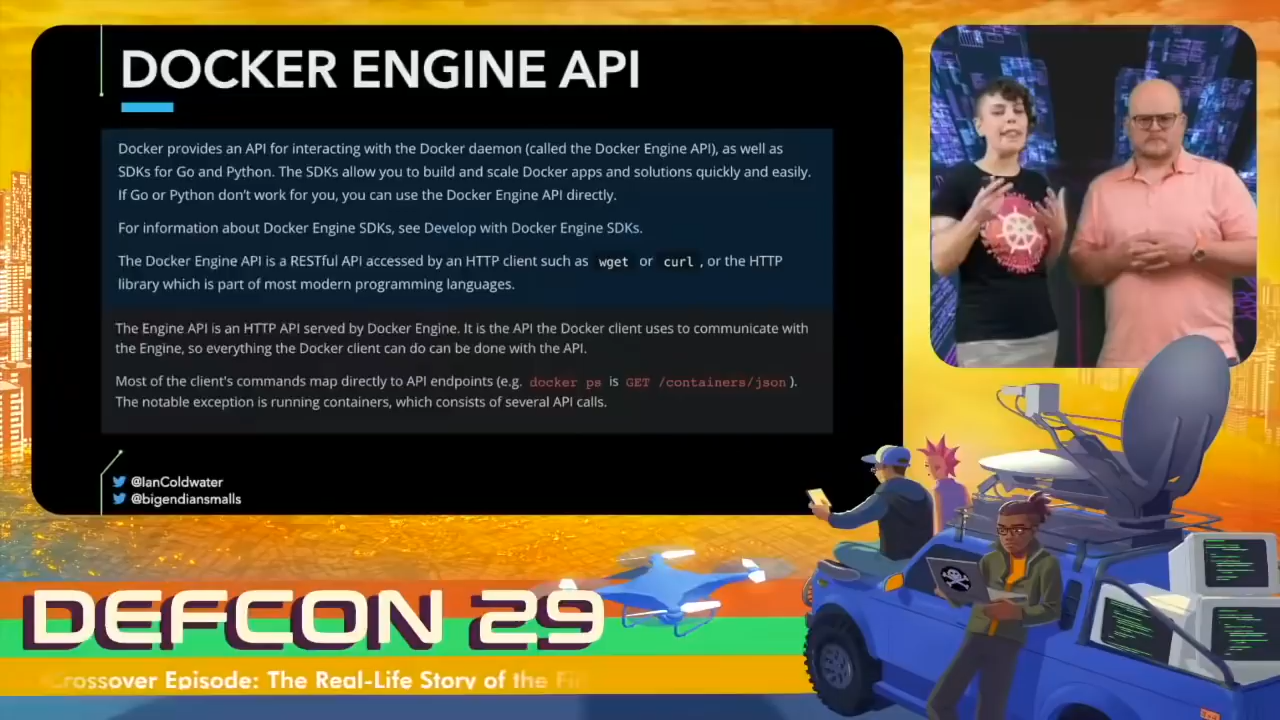 DOCKER ENGINE API
Docker provides an API for interacting with the Docker daemon (called the Docker Engine API), as well as
SDKs for Go and Python. The SDKs allow you to build and scale Docker apps and solutions quickly and easily.
If Go or Python don't work for you, you can use the Docker Engine API directly.
For information about Docker Engine SDKs, see Develop with Docker Engine SDKs.
The Docker Engine API is a RESTful API accessed by an HTTP client such as wget or curl, or the HTTP
library which is part of most modern programming languages.
The Engine API is an HTTP API served by Docker Engine. It is the API the Docker client uses to communicate with
the Engine, so everything the Docker client can do can be done with the API.
Most of the client's commands map directly to API endpoints (e.g. docker ps is GET /containers/json).
The notable exception is running containers, which consists of several API calls.
@IanColdwater
@bigendiansmalls
DEFCON 29
Crossover Episode: The Real-Life Story of the